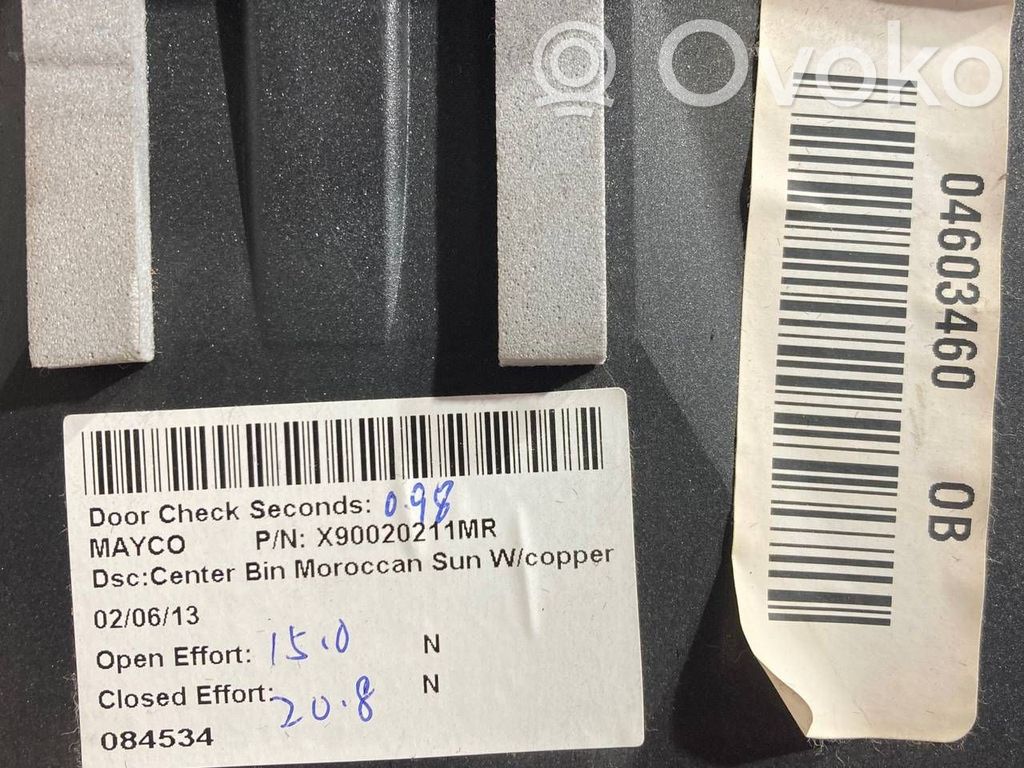 Ovoko
04603460 0B
Door Check Seconds: 0.98
MAYCO P/N: X90020211MR
Dsc:Center Bin Moroccan Sun W/copper
02/06/13
Open Effort: 15.0 N
Closed Effort: 20.8 N
084534